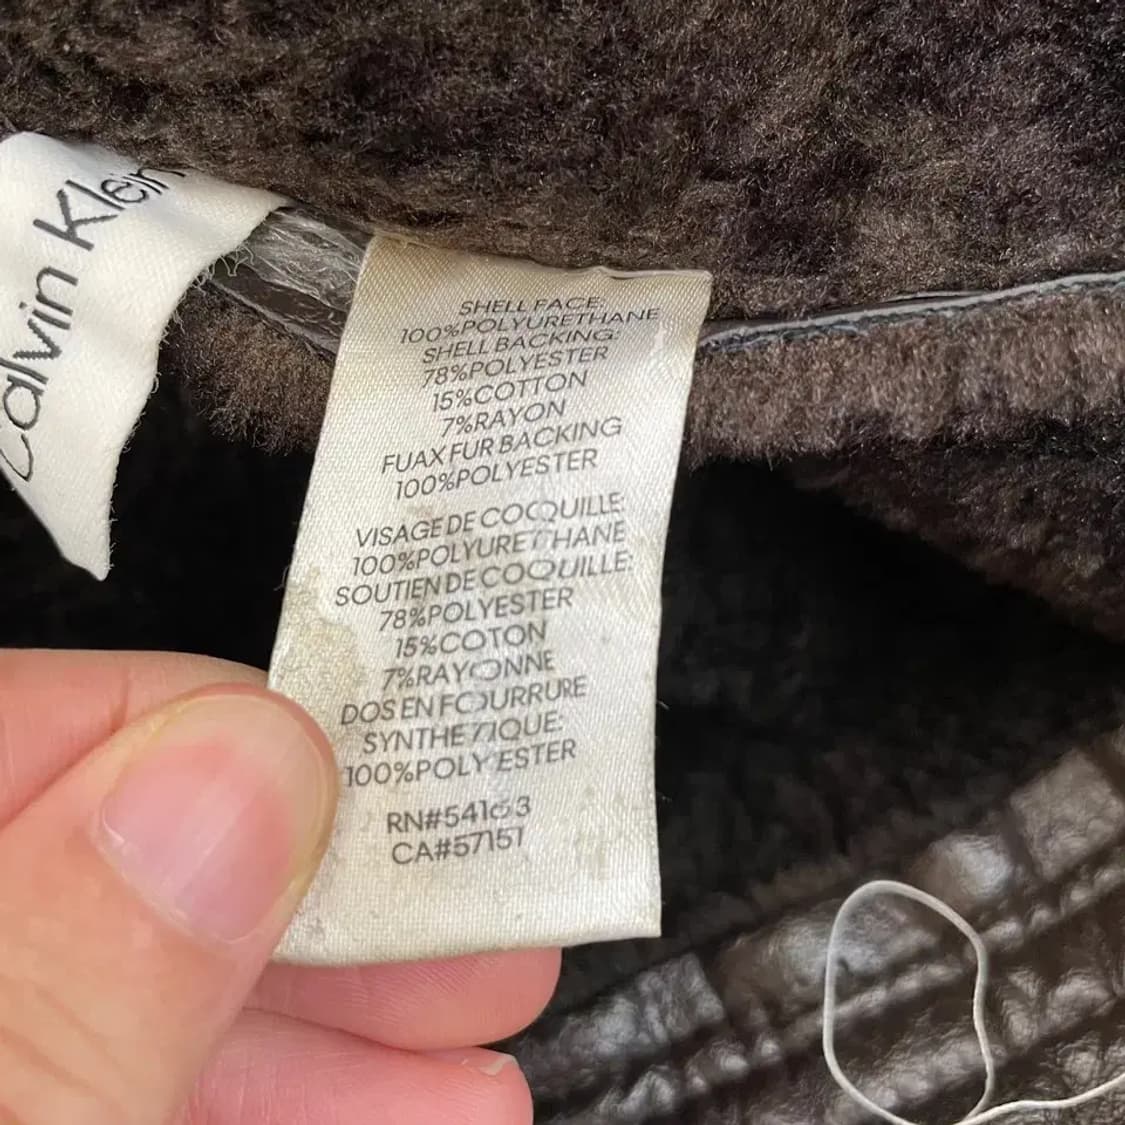 Calvin Klein
SHELL FACE:
100%POLYURETHANE
SHELL BACKING:
78%POLYESTER
15%COTTON
7%RAYON
FUAX FUR BACKING
100%POLYESTER
VISAGE DE COQUILLE:
100%POLYURETHANE
SOUTIEN DE COQUILLE:
78%POLYESTER
15%COTON
7%RAYONNE
DOS EN FOURRURE
SYNTHETIQUE:
100%POLYESTER
RN#54163
CA#57151